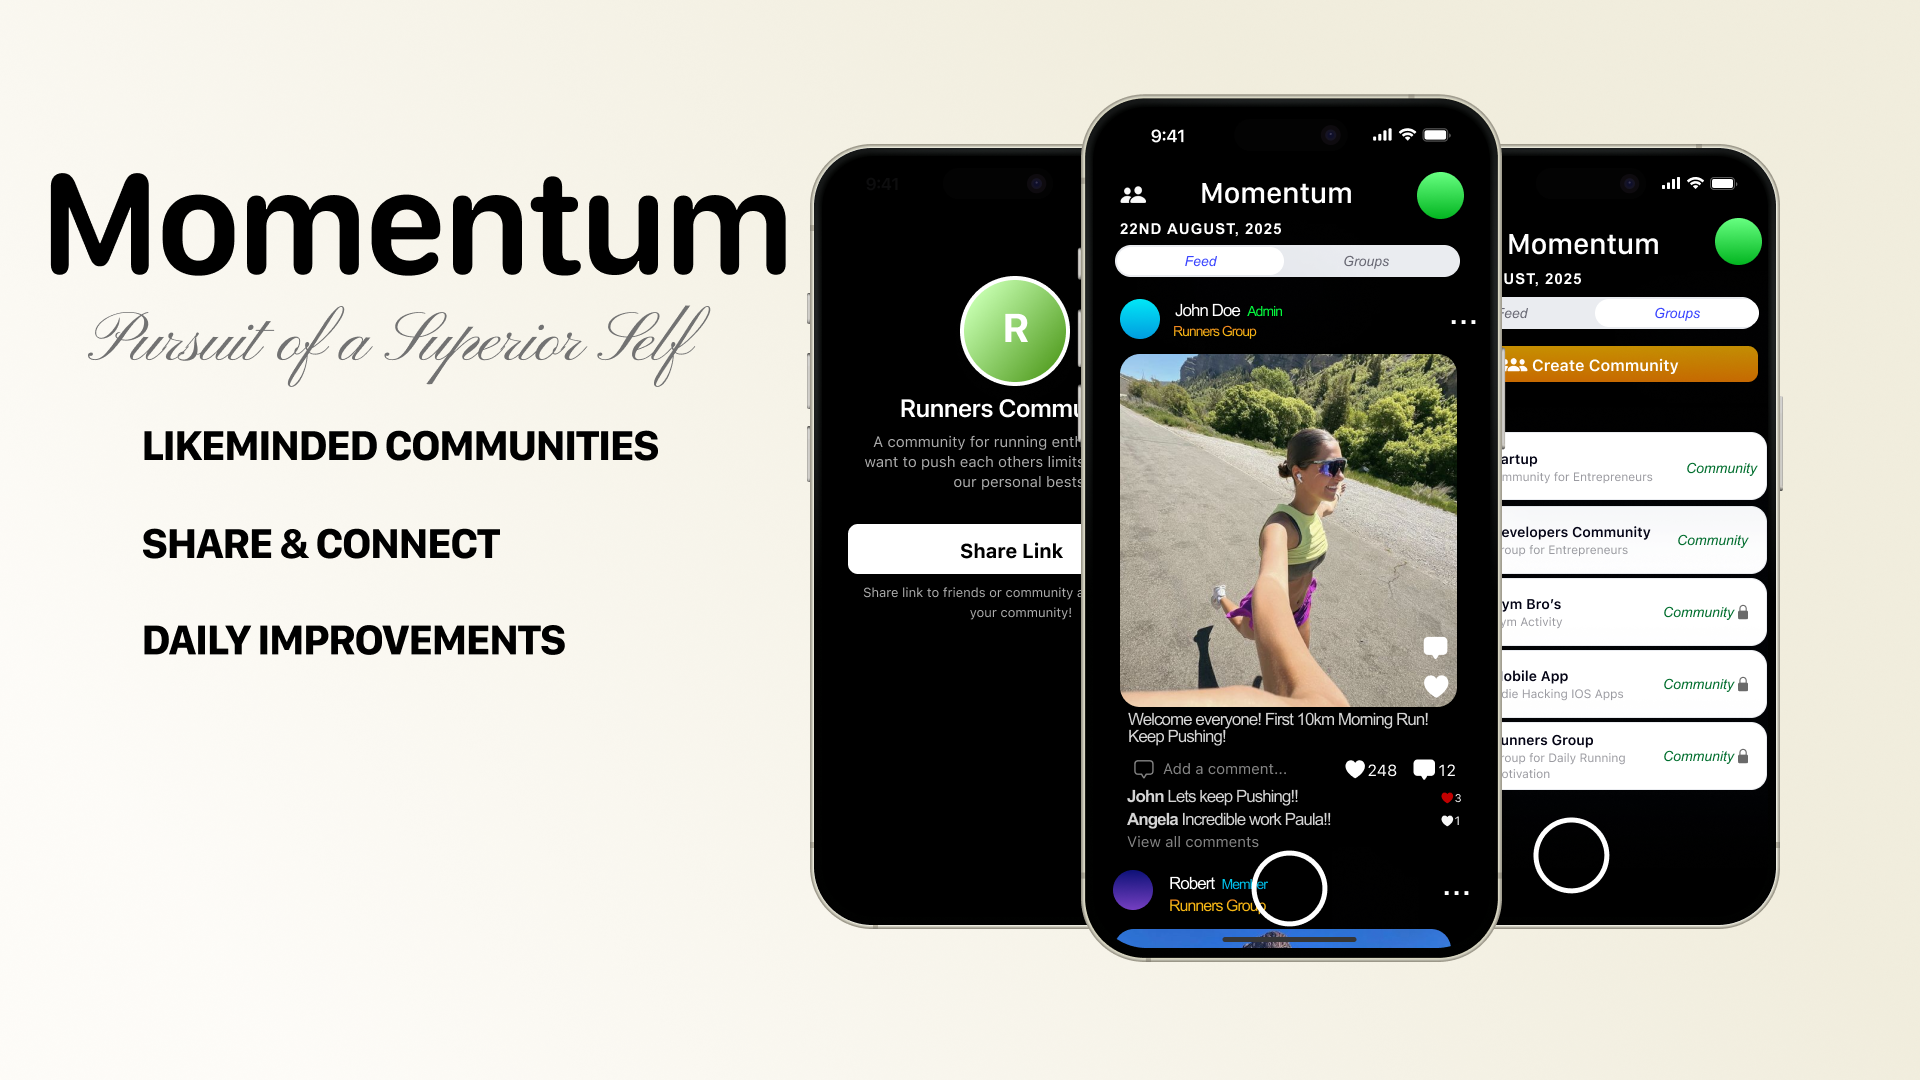 Momentum
Pursuit of a Superior Self
LIKEMINDED COMMUNITIES
SHARE & CONNECT
DAILY IMPROVEMENTS
9:41
R
Runners Commu
A community for running enth
want to push each others limits
our personal bests
Share Link
Share link to friends or community a
your community!
9:41
Momentum
22ND AUGUST, 2025
Feed Groups
John Doe Admin
Runners Group
Welcome everyone! First 10km Morning Run!
Keep Pushing!
Add a comment... 248 12
John Lets keep Pushing!! 3
Angela Incredible work Paula!! 1
View all comments
Robert Member
Runners Group
Momentum
UST, 2025
Feed Groups
Create Community
artup
mmunity for Entrepreneurs
Community
evelopers Community
roup for Entrepreneurs
Community
ym Bro's
ym Activity
Community
obile App
die Hacking IOS Apps
Community
unners Group
roup for Daily Running
otivation
Community